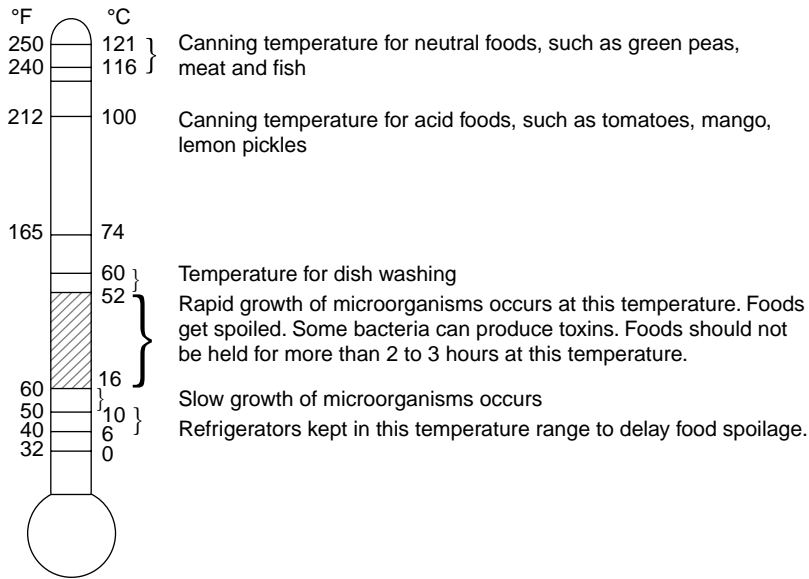 °F °C
250 121 Canning temperature for neutral foods, such as green peas,
240 116 meat and fish
212 100 Canning temperature for acid foods, such as tomatoes, mango,
lemon pickles
165 74
60 Temperature for dish washing
52 Rapid growth of microorganisms occurs at this temperature. Foods
get spoiled. Some bacteria can produce toxins. Foods should not
be held for more than 2 to 3 hours at this temperature.
60 16
Slow growth of microorganisms occurs
50 10
40 6 Refrigerators kept in this temperature range to delay food spoilage.
32 0